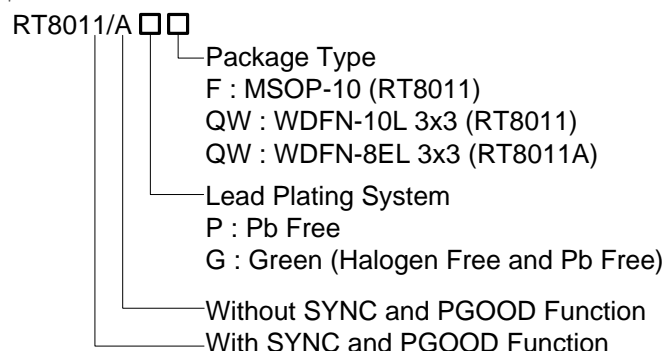 RT8011/A □ □
Package Type
F : MSOP-10 (RT8011)
QW : WDFN-10L 3x3 (RT8011)
QW : WDFN-8EL 3x3 (RT8011A)
Lead Plating System
P : Pb Free
G : Green (Halogen Free and Pb Free)
Without SYNC and PGOOD Function
With SYNC and PGOOD Function